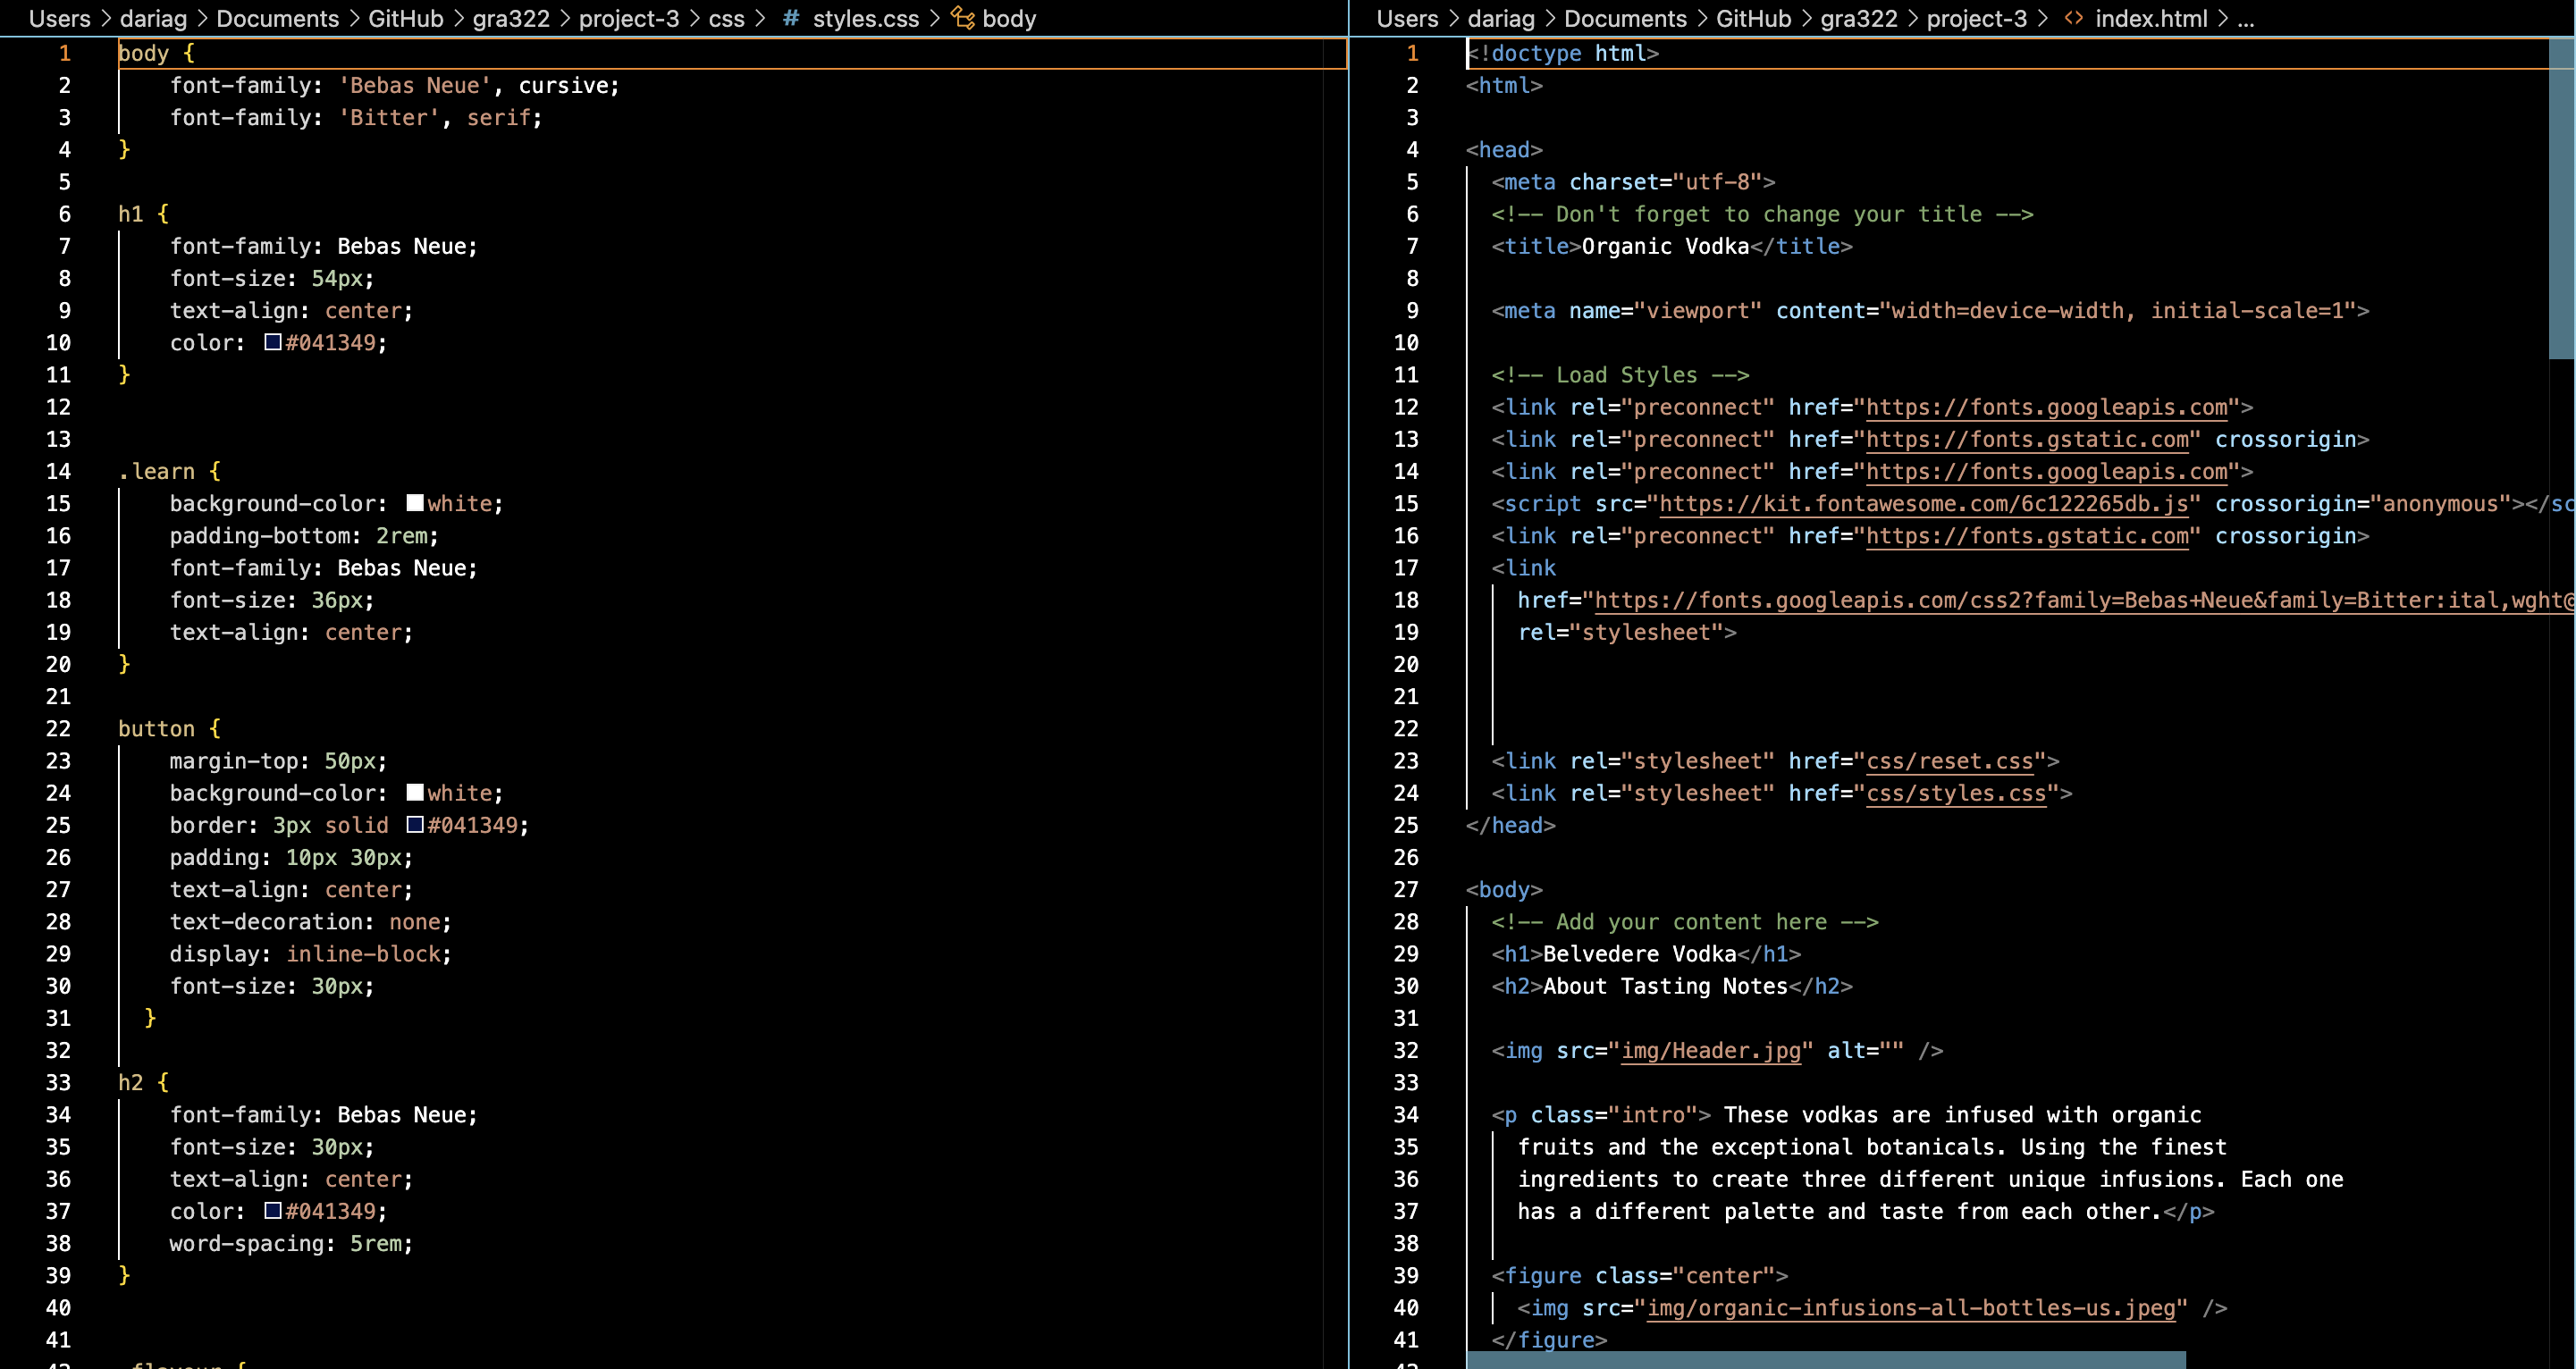 Users > dariag > Documents > GitHub > gra322 > project-3 > css > # styles.css > body
1 body {
2 font-family: 'Bebas Neue', cursive;
3 font-family: 'Bitter', serif;
4 }
5
6 h1 {
7 font-family: Bebas Neue;
8 font-size: 54px;
9 text-align: center;
10 color: #041349;
11 }
12
13
14 .learn {
15 background-color: white;
16 padding-bottom: 2rem;
17 font-family: Bebas Neue;
18 font-size: 36px;
19 text-align: center;
20 }
21
22 button {
23 margin-top: 50px;
24 background-color: white;
25 border: 3px solid #041349;
26 padding: 10px 30px;
27 text-align: center;
28 text-decoration: none;
29 display: inline-block;
30 font-size: 30px;
31 }
32
33 h2 {
34 font-family: Bebas Neue;
35 font-size: 30px;
36 text-align: center;
37 color: #041349;
38 word-spacing: 5rem;
39 }
40
41
Users > dariag > Documents > GitHub > gra322 > project-3 > <> index.html > ...
1 <!doctype html>
2 <html>
3
4 <head>
5 <meta charset="utf-8">
6 <!-- Don't forget to change your title -->
7 <title>Organic Vodka</title>
8
9 <meta name="viewport" content="width=device-width, initial-scale=1">
10
11 <!-- Load Styles -->
12 <link rel="preconnect" href="https://fonts.googleapis.com">
13 <link rel="preconnect" href="https://fonts.gstatic.com" crossorigin>
14 <link rel="preconnect" href="https://fonts.googleapis.com">
15 <script src="https://kit.fontawesome.com/6c122265db.js" crossorigin="anonymous"></sc
16 <link rel="preconnect" href="https://fonts.gstatic.com" crossorigin>
17 <link
18 href="https://fonts.googleapis.com/css2?family=Bebas+Neue&family=Bitter:ital,wght@
19 rel="stylesheet">
20
21
22
23 <link rel="stylesheet" href="css/reset.css">
24 <link rel="stylesheet" href="css/styles.css">
25 </head>
26
27 <body>
28 <!-- Add your content here -->
29 <h1>Belvedere Vodka</h1>
30 <h2>About Tasting Notes</h2>
31
32 <img src="img/Header.jpg" alt="" />
33
34 <p class="intro"> These vodkas are infused with organic
35 fruits and the exceptional botanicals. Using the finest
36 ingredients to create three different unique infusions. Each one
37 has a different palette and taste from each other.</p>
38
39 <figure class="center">
40 <img src="img/organic-infusions-all-bottles-us.jpeg" />
41 </figure>